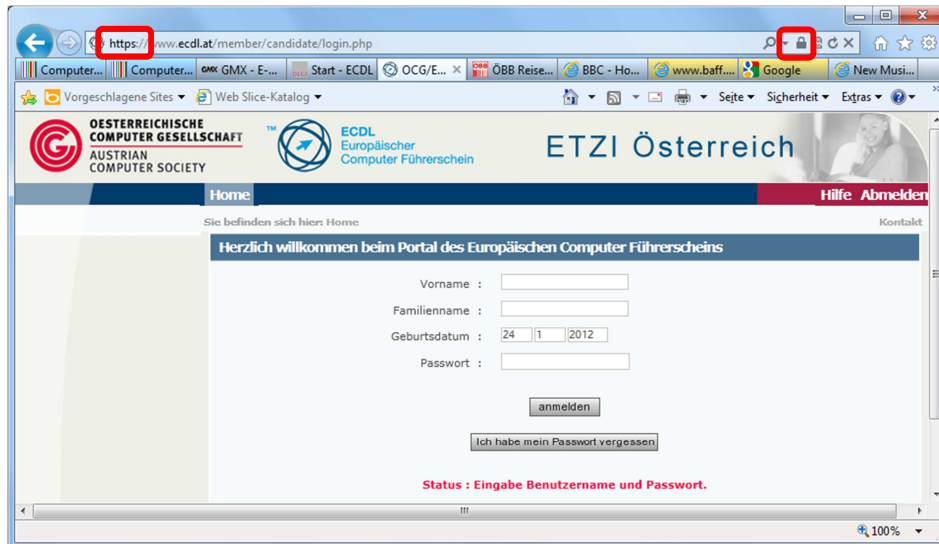 https://www.ecdl.at/member/candidate/login.php
Computer... Computer... GMX GMX - E-... Start - ECDL OCG/E... ÖBB Reise... BBC - Ho... www.baff.... Google New Musi...
Vorgeschlagene Sites Web Slice-Katalog Seite Sicherheit Extras
OESTERREICHISCHE
COMPUTER GESELLSCHAFT
AUSTRIAN
COMPUTER SOCIETY
TM
ECDL
Europäischer
Computer Führerschein
ETZI Österreich
Home Hilfe Abmelden
Sie befinden sich hier: Home Kontakt
Herzlich willkommen beim Portal des Europäischen Computer Führerscheins
Vorname :
Familienname :
Geburtsdatum : 24 1 2012
Passwort :
anmelden
Ich habe mein Passwort vergessen
Status : Eingabe Benutzername und Passwort.
100%